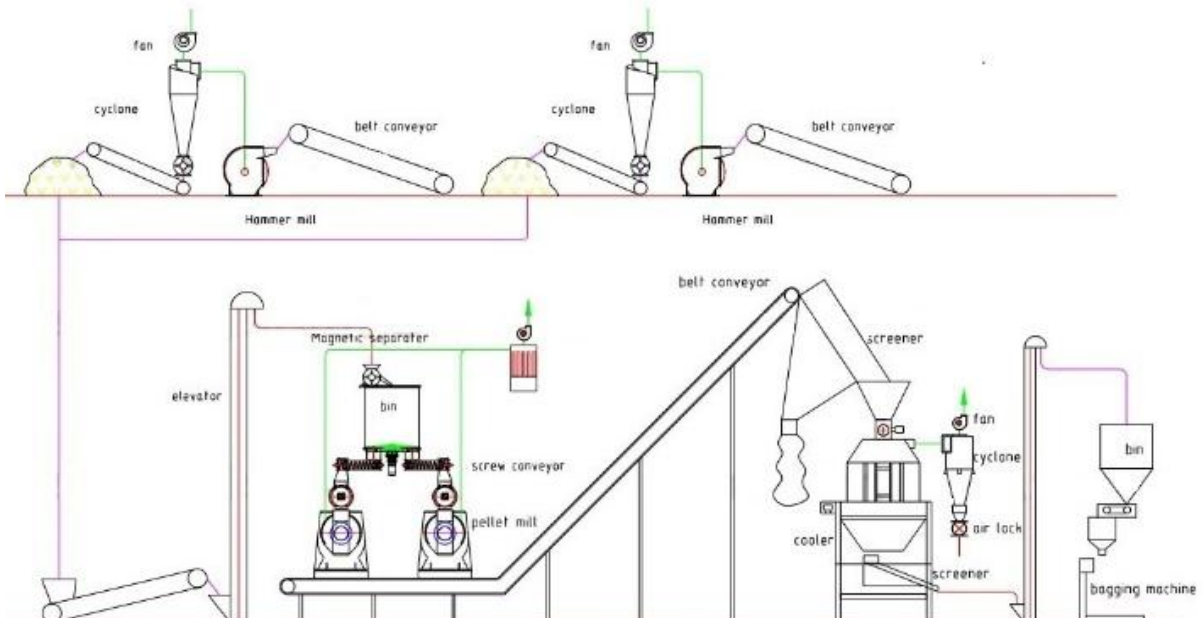 fan
fan
cyclone
belt conveyor
cyclone
belt conveyor
Hammer mill
Hammer mill
belt conveyor
Magnetic separater
screener
elevator
bin
fan
screw conveyor
cyclone
bin
pellet mill
air lock
cooler
screener
bagging machine